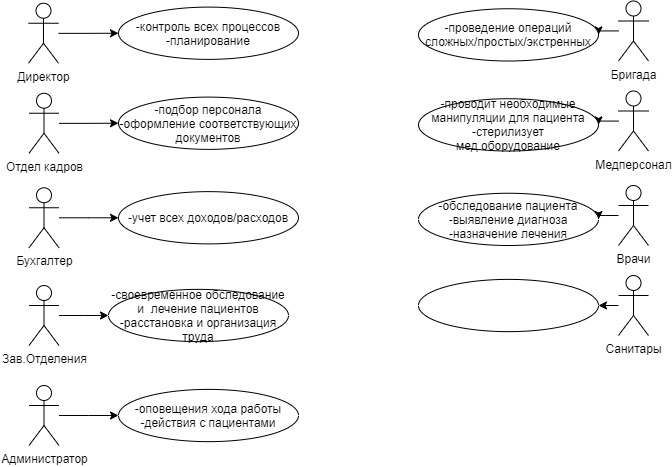 -контроль всех процессов
-планирование
Директор
-подбор персонала
-оформление соответствующих
документов
Отдел кадров
-учет всех доходов/расходов
Бухгалтер
-своевременное обследование
и лечение пациентов
-расстановка и организация
труда
Зав.Отделения
-оповещения хода работы
-действия с пациентами
Администратор
-проведение операций
сложных/простых/экстренных
Бригада
-проводит необходимые
манипуляции для пациента
-стерилизует
мед оборудование
Медперсонал
-обследование пациента
-выявление диагноза
-назначение лечения
Врачи
Санитары